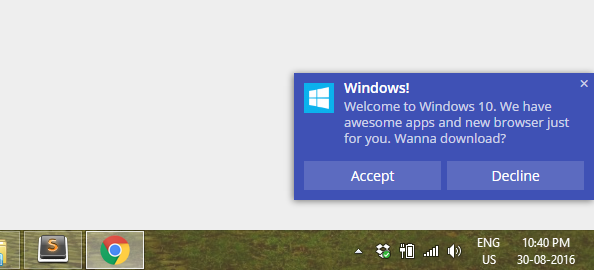 Windows!
Welcome to Windows 10. We have
awesome apps and new browser just
for you. Wanna download?
Accept
Decline
ENG
US
10:40 PM
30-08-2016